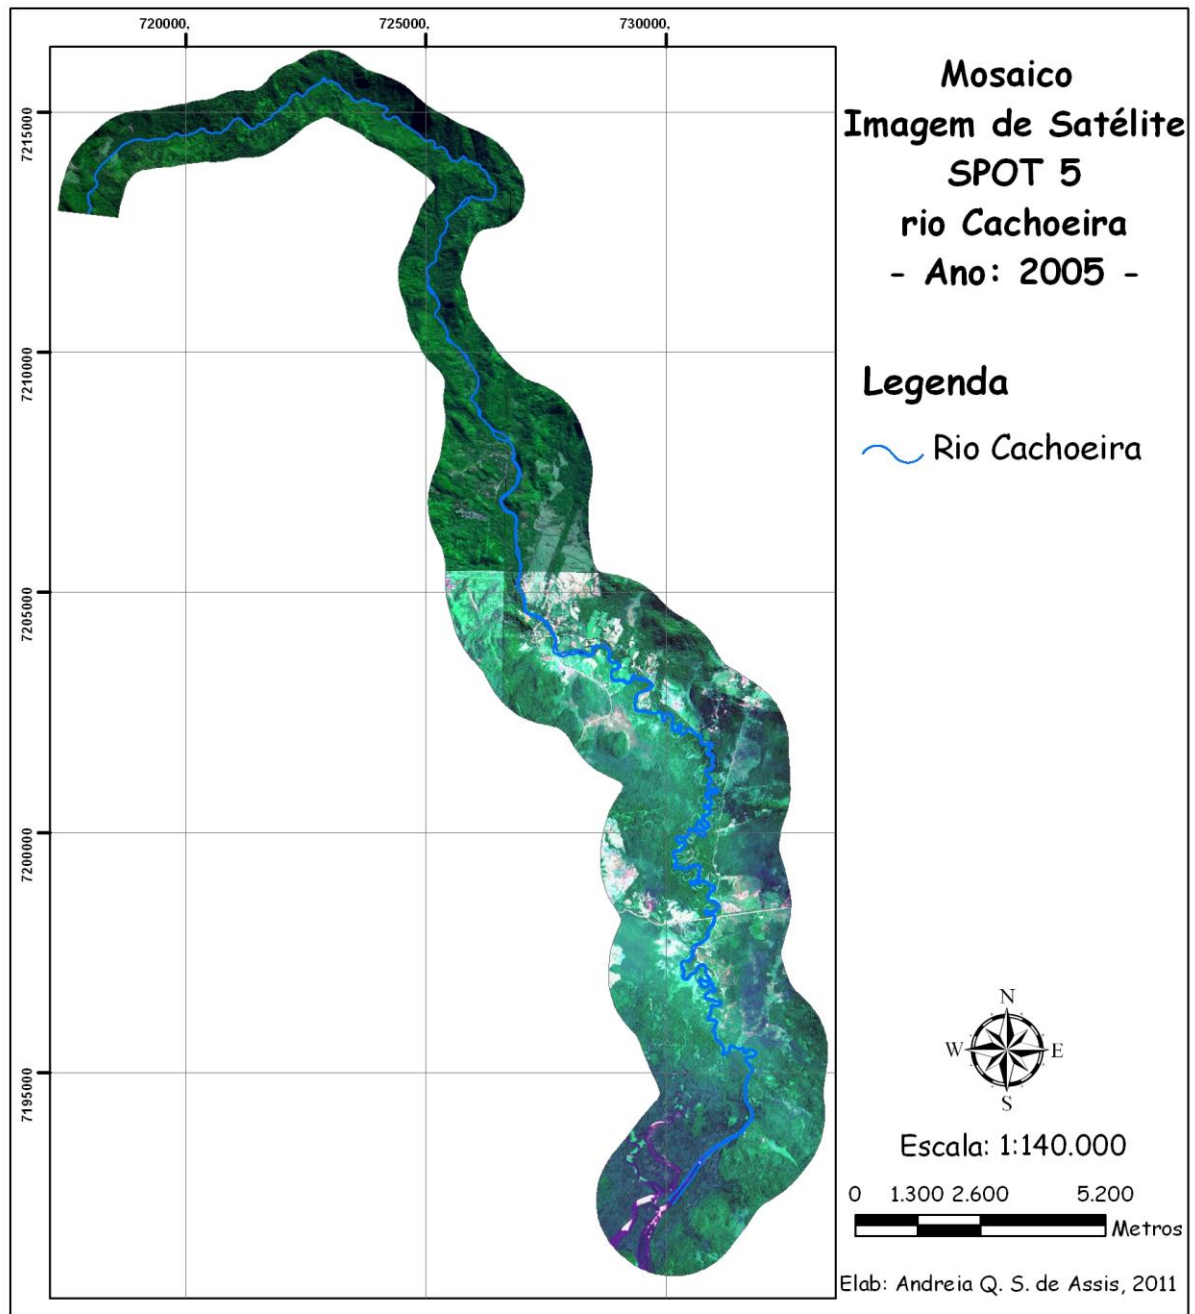 720000.
725000.
730000.
7215000
7210000
7205000
7200000
7195000
Mosaico
Imagem de Satélite
SPOT 5
rio Cachoeira
- Ano: 2005 -
Legenda
Rio Cachoeira
N
W E
S
Escala: 1:140.000
0 1.300 2.600 5.200
Metros
Elab: Andreia Q. S. de Assis, 2011